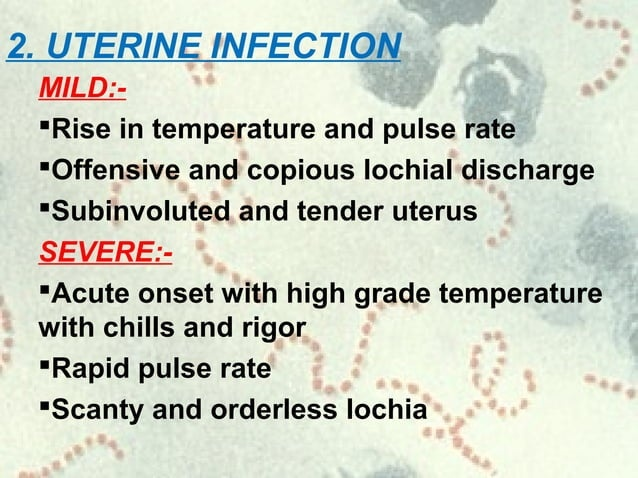 2. UTERINE INFECTION
MILD:-
▪Rise in temperature and pulse rate
▪Offensive and copious lochial discharge
▪Subinvoluted and tender uterus
SEVERE:-
▪Acute onset with high grade temperature
with chills and rigor
▪Rapid pulse rate
▪Scanty and orderless lochia